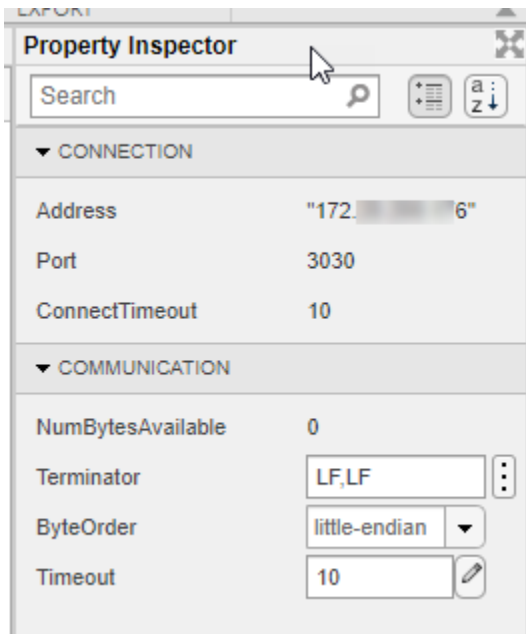 EXPORT
Property Inspector
Search
a
z
CONNECTION
Address "172. 6"
Port 3030
ConnectTimeout 10
COMMUNICATION
NumBytesAvailable 0
Terminator LF,LF
ByteOrder little-endian
Timeout 10